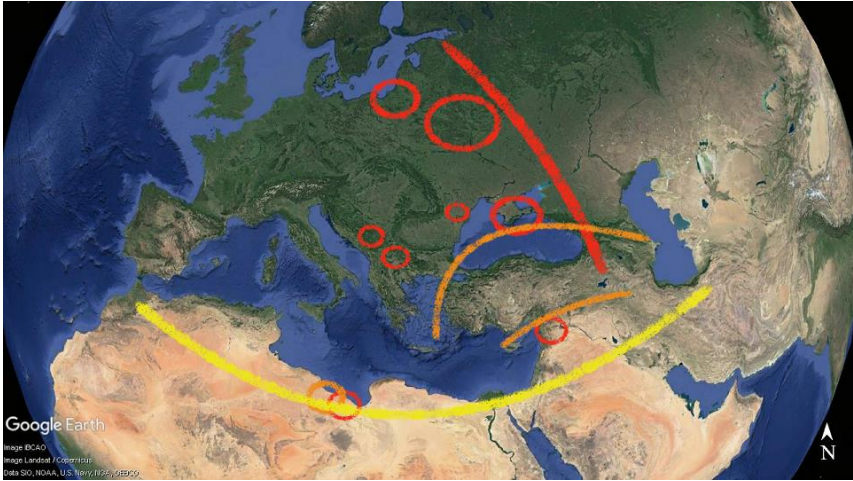 Google Earth
Image IBCAO
Image Landsat / Copernicus
Data SIO, NOAA, U.S. Navy, NGA, GEBCO
N